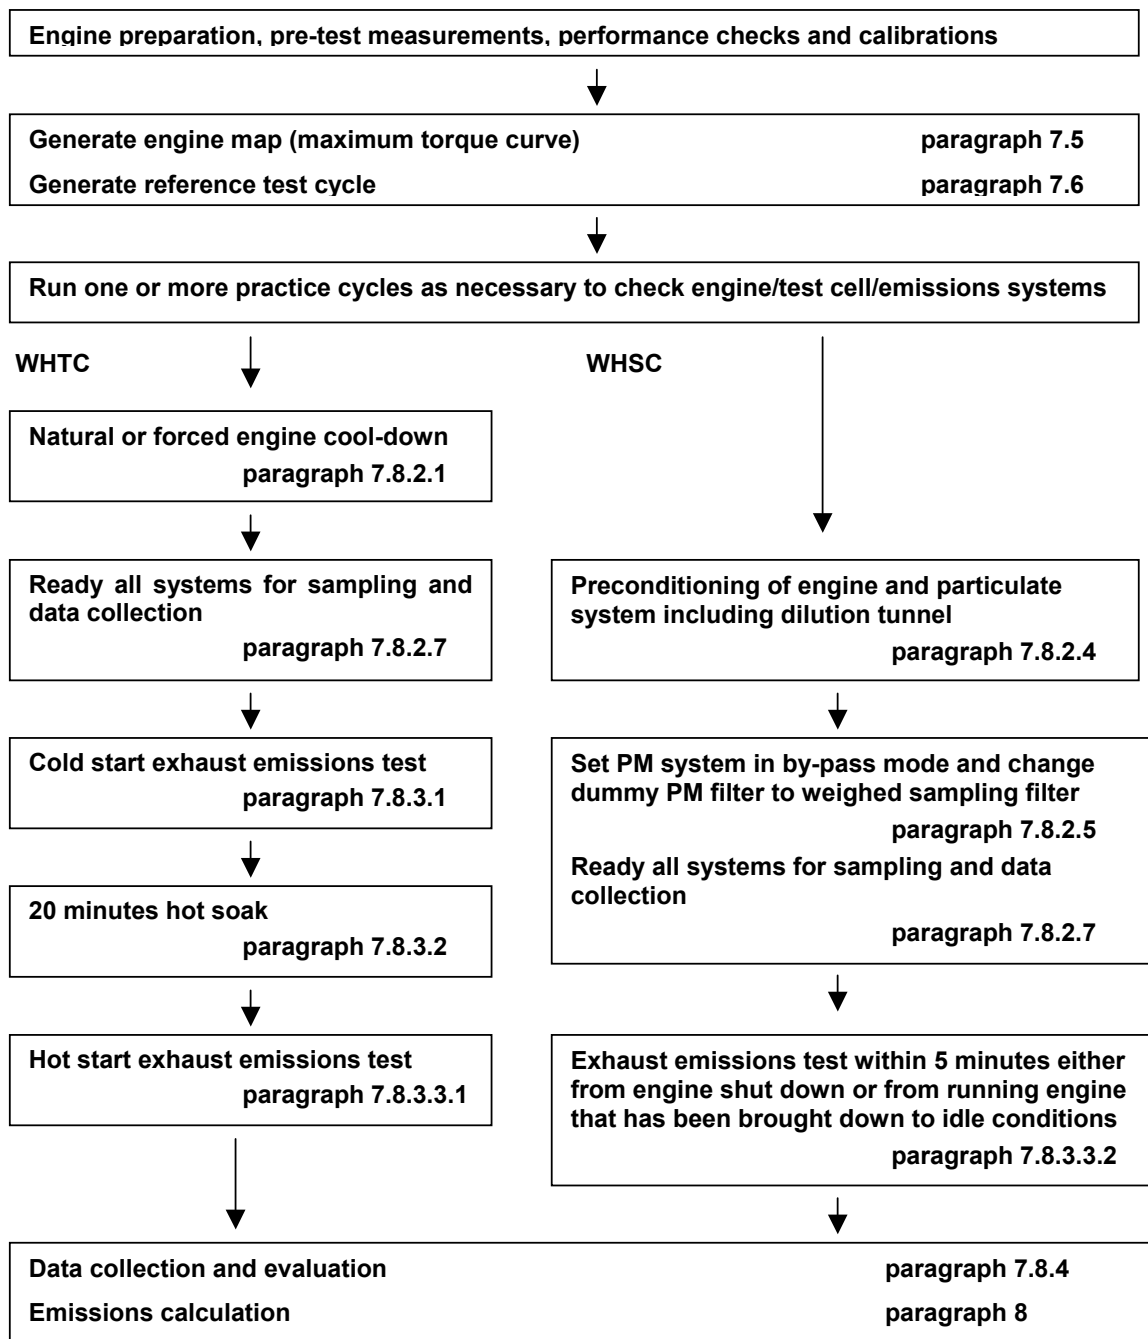 Engine preparation, pre-test measurements, performance checks and calibrations
Generate engine map (maximum torque curve) paragraph 7.5
Generate reference test cycle paragraph 7.6
Run one or more practice cycles as necessary to check engine/test cell/emissions systems
WHTC
Natural or forced engine cool-down
paragraph 7.8.2.1
Ready all systems for sampling and
data collection
paragraph 7.8.2.7
Cold start exhaust emissions test
paragraph 7.8.3.1
20 minutes hot soak
paragraph 7.8.3.2
Hot start exhaust emissions test
paragraph 7.8.3.3.1
WHSC
Preconditioning of engine and particulate
system including dilution tunnel
paragraph 7.8.2.4
Set PM system in by-pass mode and change
dummy PM filter to weighed sampling filter
paragraph 7.8.2.5
Ready all systems for sampling and data
collection
paragraph 7.8.2.7
Exhaust emissions test within 5 minutes either
from engine shut down or from running engine
that has been brought down to idle conditions
paragraph 7.8.3.3.2
Data collection and evaluation paragraph 7.8.4
Emissions calculation paragraph 8